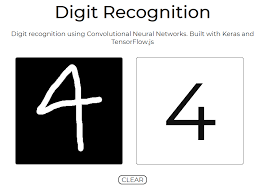 Digit Recognition
Digit recognition using Convolutional Neural Networks. Built with Keras and
TensorFlow.js
4 4
CLEAR